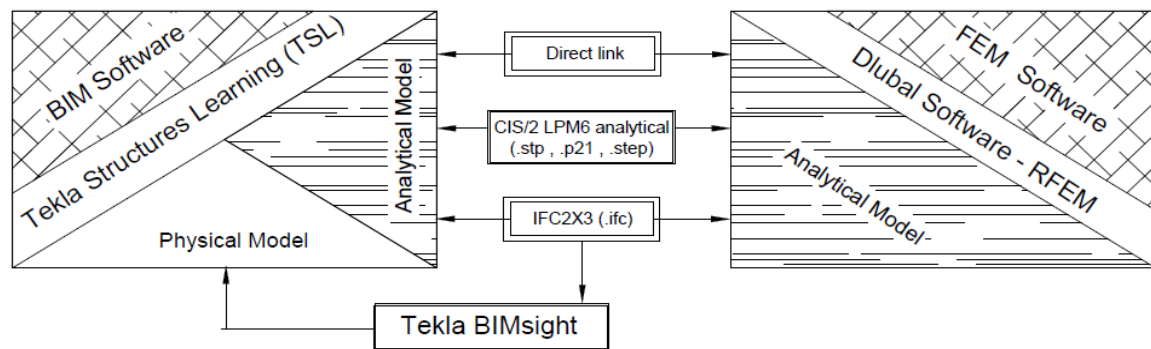 BIM Software
Tekla Structures Learning (TSL)
Analytical Model
Physical Model
Direct link
CIS/2 LPM6 analytical
(.stp , .p21 , .step)
IFC2X3 (.ifc)
Tekla BIMsight
FEM Software
Dlubal Software - RFEM
Analytical Model